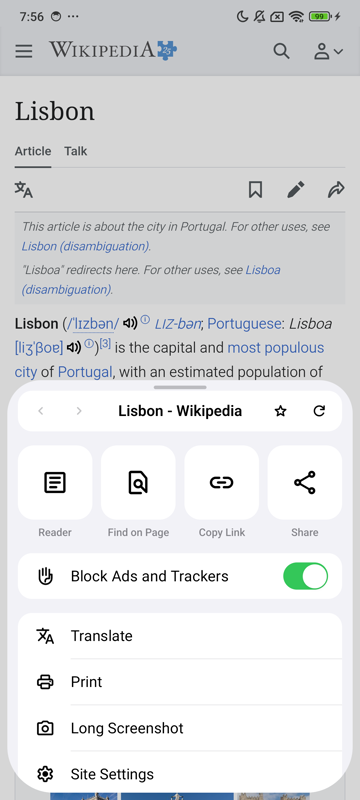 7:56
99
WIKIPEDIA
25
Lisbon
Article Talk
This article is about the city in Portugal. For other uses, see
Lisbon (disambiguation).
"Lisboa" redirects here. For other uses, see Lisboa
(disambiguation).
Lisbon (/ˈlɪzbən/ ⓘ LIZ-bən; Portuguese: Lisboa
[liʒˈβoɐ] ⓘ)[3] is the capital and most populous
city of Portugal, with an estimated population of
Lisbon - Wikipedia
Reader Find on Page Copy Link Share
Block Ads and Trackers
Translate
Print
Long Screenshot
Site Settings